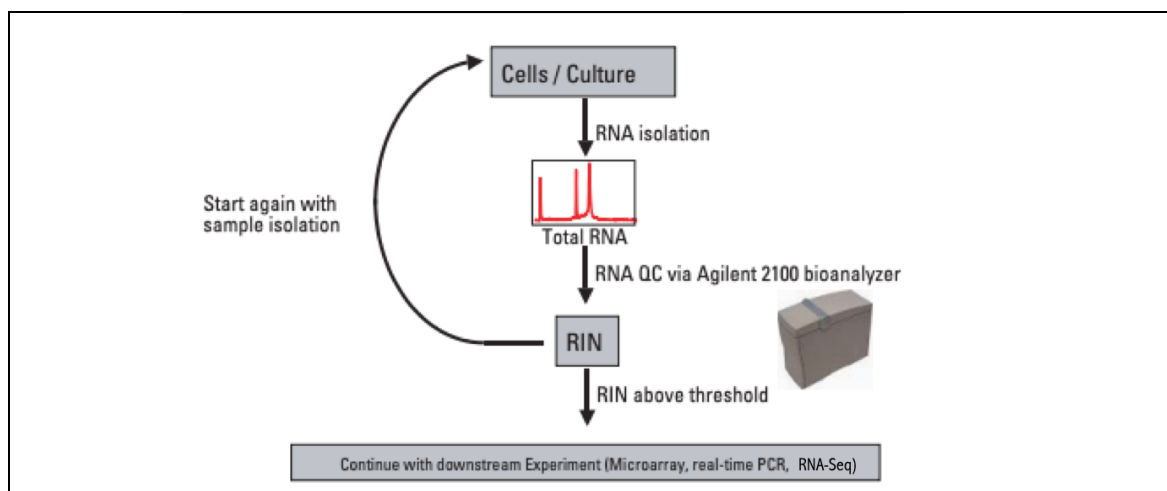 Cells / Culture
RNA isolation
Start again with
sample isolation
Total RNA
RNA QC via Agilent 2100 bioanalyzer
RIN
RIN above threshold
Continue with downstream Experiment (Microarray, real-time PCR, RNA-Seq)